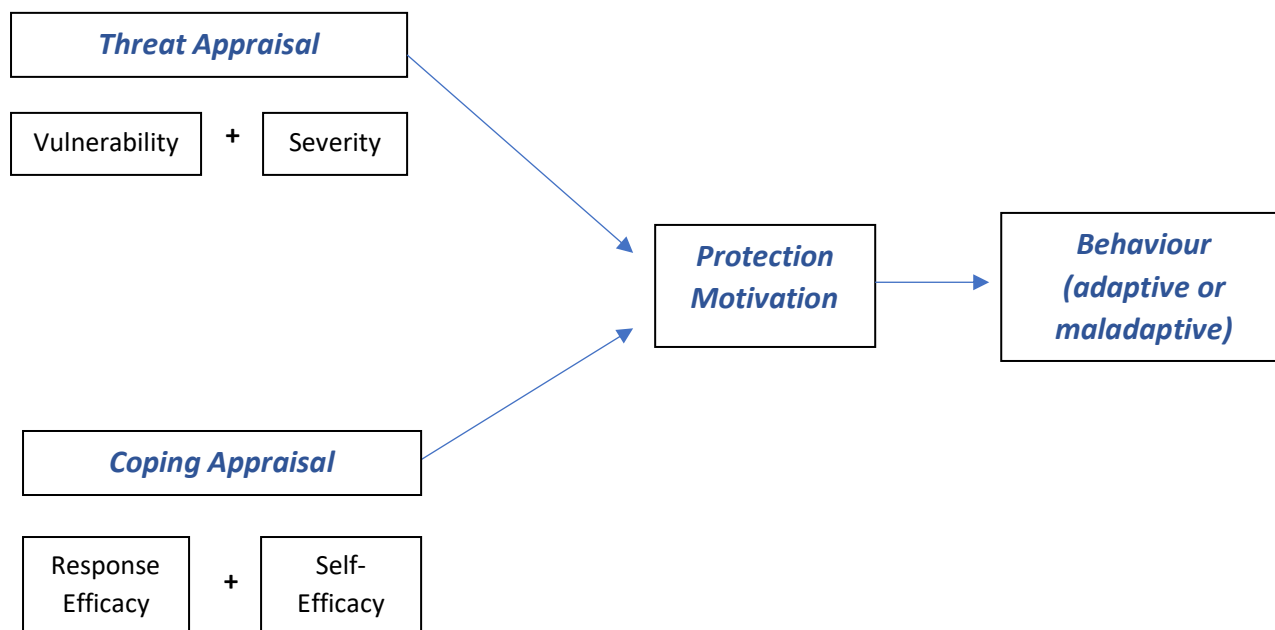 Threat Appraisal
Vulnerability + Severity
Protection
Motivation
Behaviour
(adaptive or
maladaptive)
Coping Appraisal
Response
Efficacy
+
Self-
Efficacy